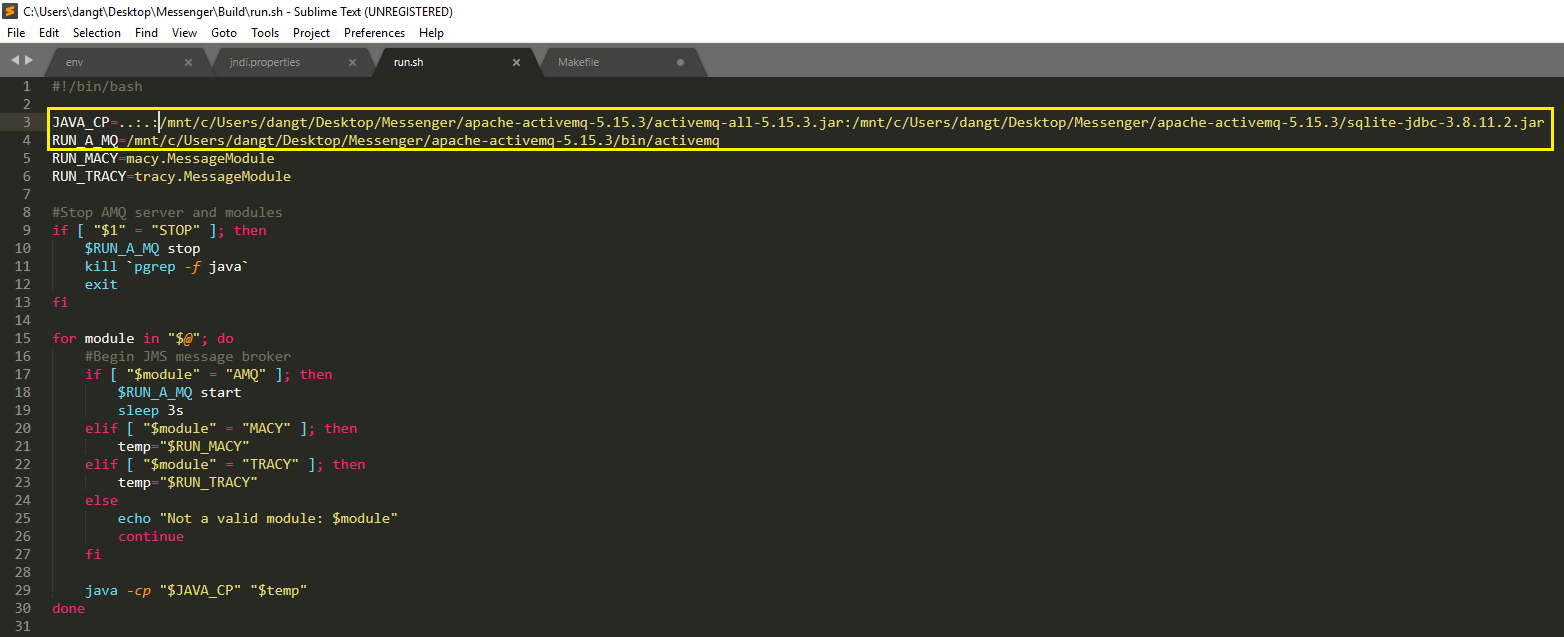 C:\Users\dangt\Desktop\Messenger\Build\run.sh - Sublime Text (UNREGISTERED)
File Edit Selection Find View Goto Tools Project Preferences Help
env jndi.properties run.sh Makefile
1 #!/bin/bash
2
3 JAVA_CP=..:.:/mnt/c/Users/dangt/Desktop/Messenger/apache-activemq-5.15.3/activemq-all-5.15.3.jar:/mnt/c/Users/dangt/Desktop/Messenger/apache-activemq-5.15.3/sqlite-jdbc-3.8.11.2.jar
4 RUN_A_MQ=/mnt/c/Users/dangt/Desktop/Messenger/apache-activemq-5.15.3/bin/activemq
5 RUN_MACY=macy.MessageModule
6 RUN_TRACY=tracy.MessageModule
7
8 #Stop AMQ server and modules
9 if [ "$1" = "STOP" ]; then
10     $RUN_A_MQ stop
11     kill `pgrep -f java`
12     exit
13 fi
14
15 for module in "$@"; do
16     #Begin JMS message broker
17     if [ "$module" = "AMQ" ]; then
18         $RUN_A_MQ start
19         sleep 3s
20     elif [ "$module" = "MACY" ]; then
21         temp="$RUN_MACY"
22     elif [ "$module" = "TRACY" ]; then
23         temp="$RUN_TRACY"
24     else
25         echo "Not a valid module: $module"
26         continue
27     fi
28
29     java -cp "$JAVA_CP" "$temp"
30 done
31